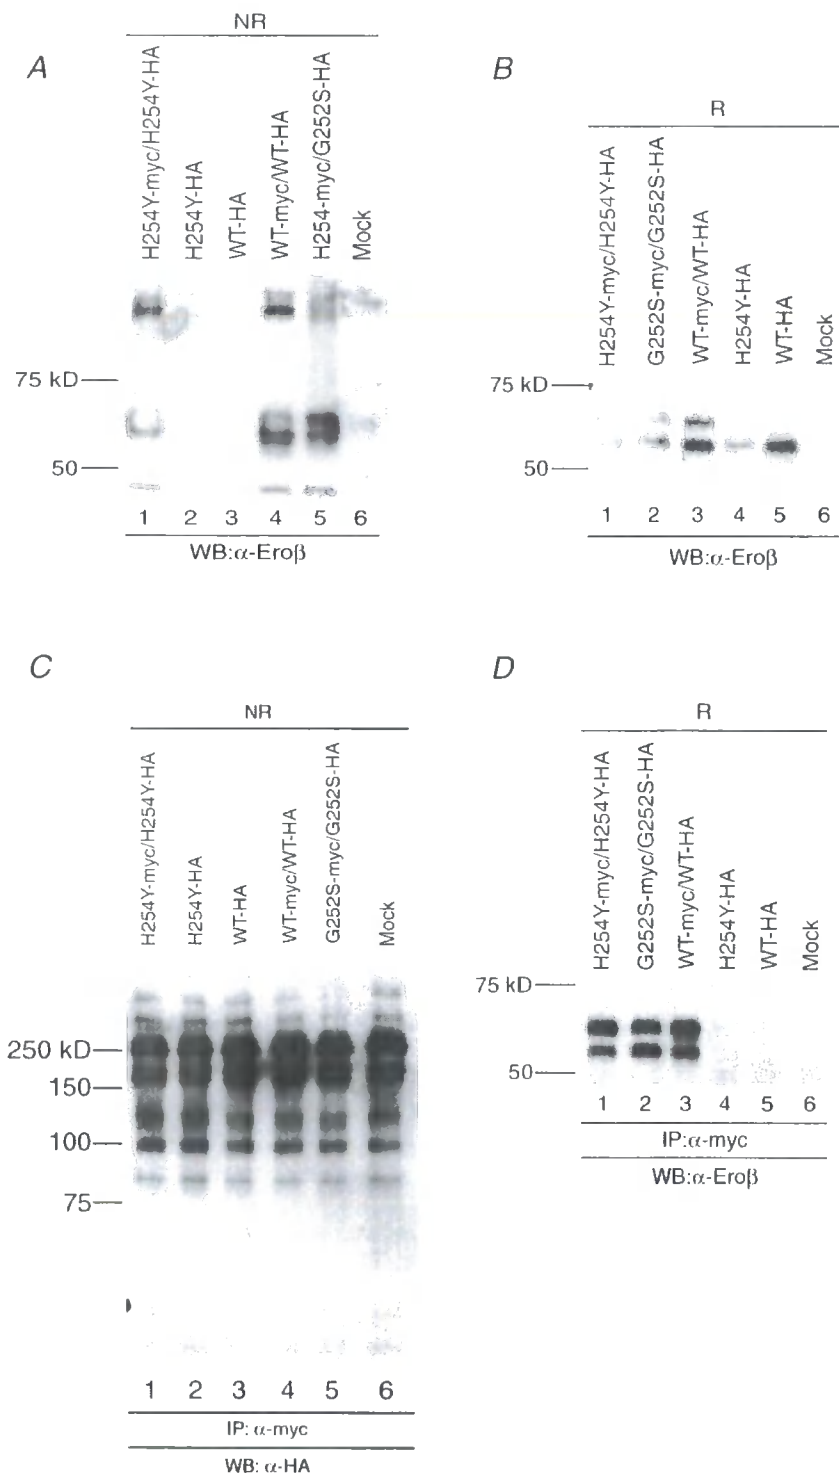 A
NR
H254Y-myc/H254Y-HA
H254Y-HA
WT-HA
WT-myc/WT-HA
H254-myc/G252S-HA
Mock
75 kD
50
1 2 3 4 5 6
WB:α-Eroβ
B
R
H254Y-myc/H254Y-HA
G252S-myc/G252S-HA
WT-myc/WT-HA
H254Y-HA
WT-HA
Mock
75 kD
50
1 2 3 4 5 6
WB:α-Eroβ
C
NR
H254Y-myc/H254Y-HA
H254Y-HA
WT-HA
WT-myc/WT-HA
G252S-myc/G252S-HA
Mock
250 kD
150
100
75
1 2 3 4 5 6
IP: α-myc
WB: α-HA
D
R
H254Y-myc/H254Y-HA
G252S-myc/G252S-HA
WT-myc/WT-HA
H254Y-HA
WT-HA
Mock
75 kD
50
1 2 3 4 5 6
IP:α-myc
WB:α-Eroβ